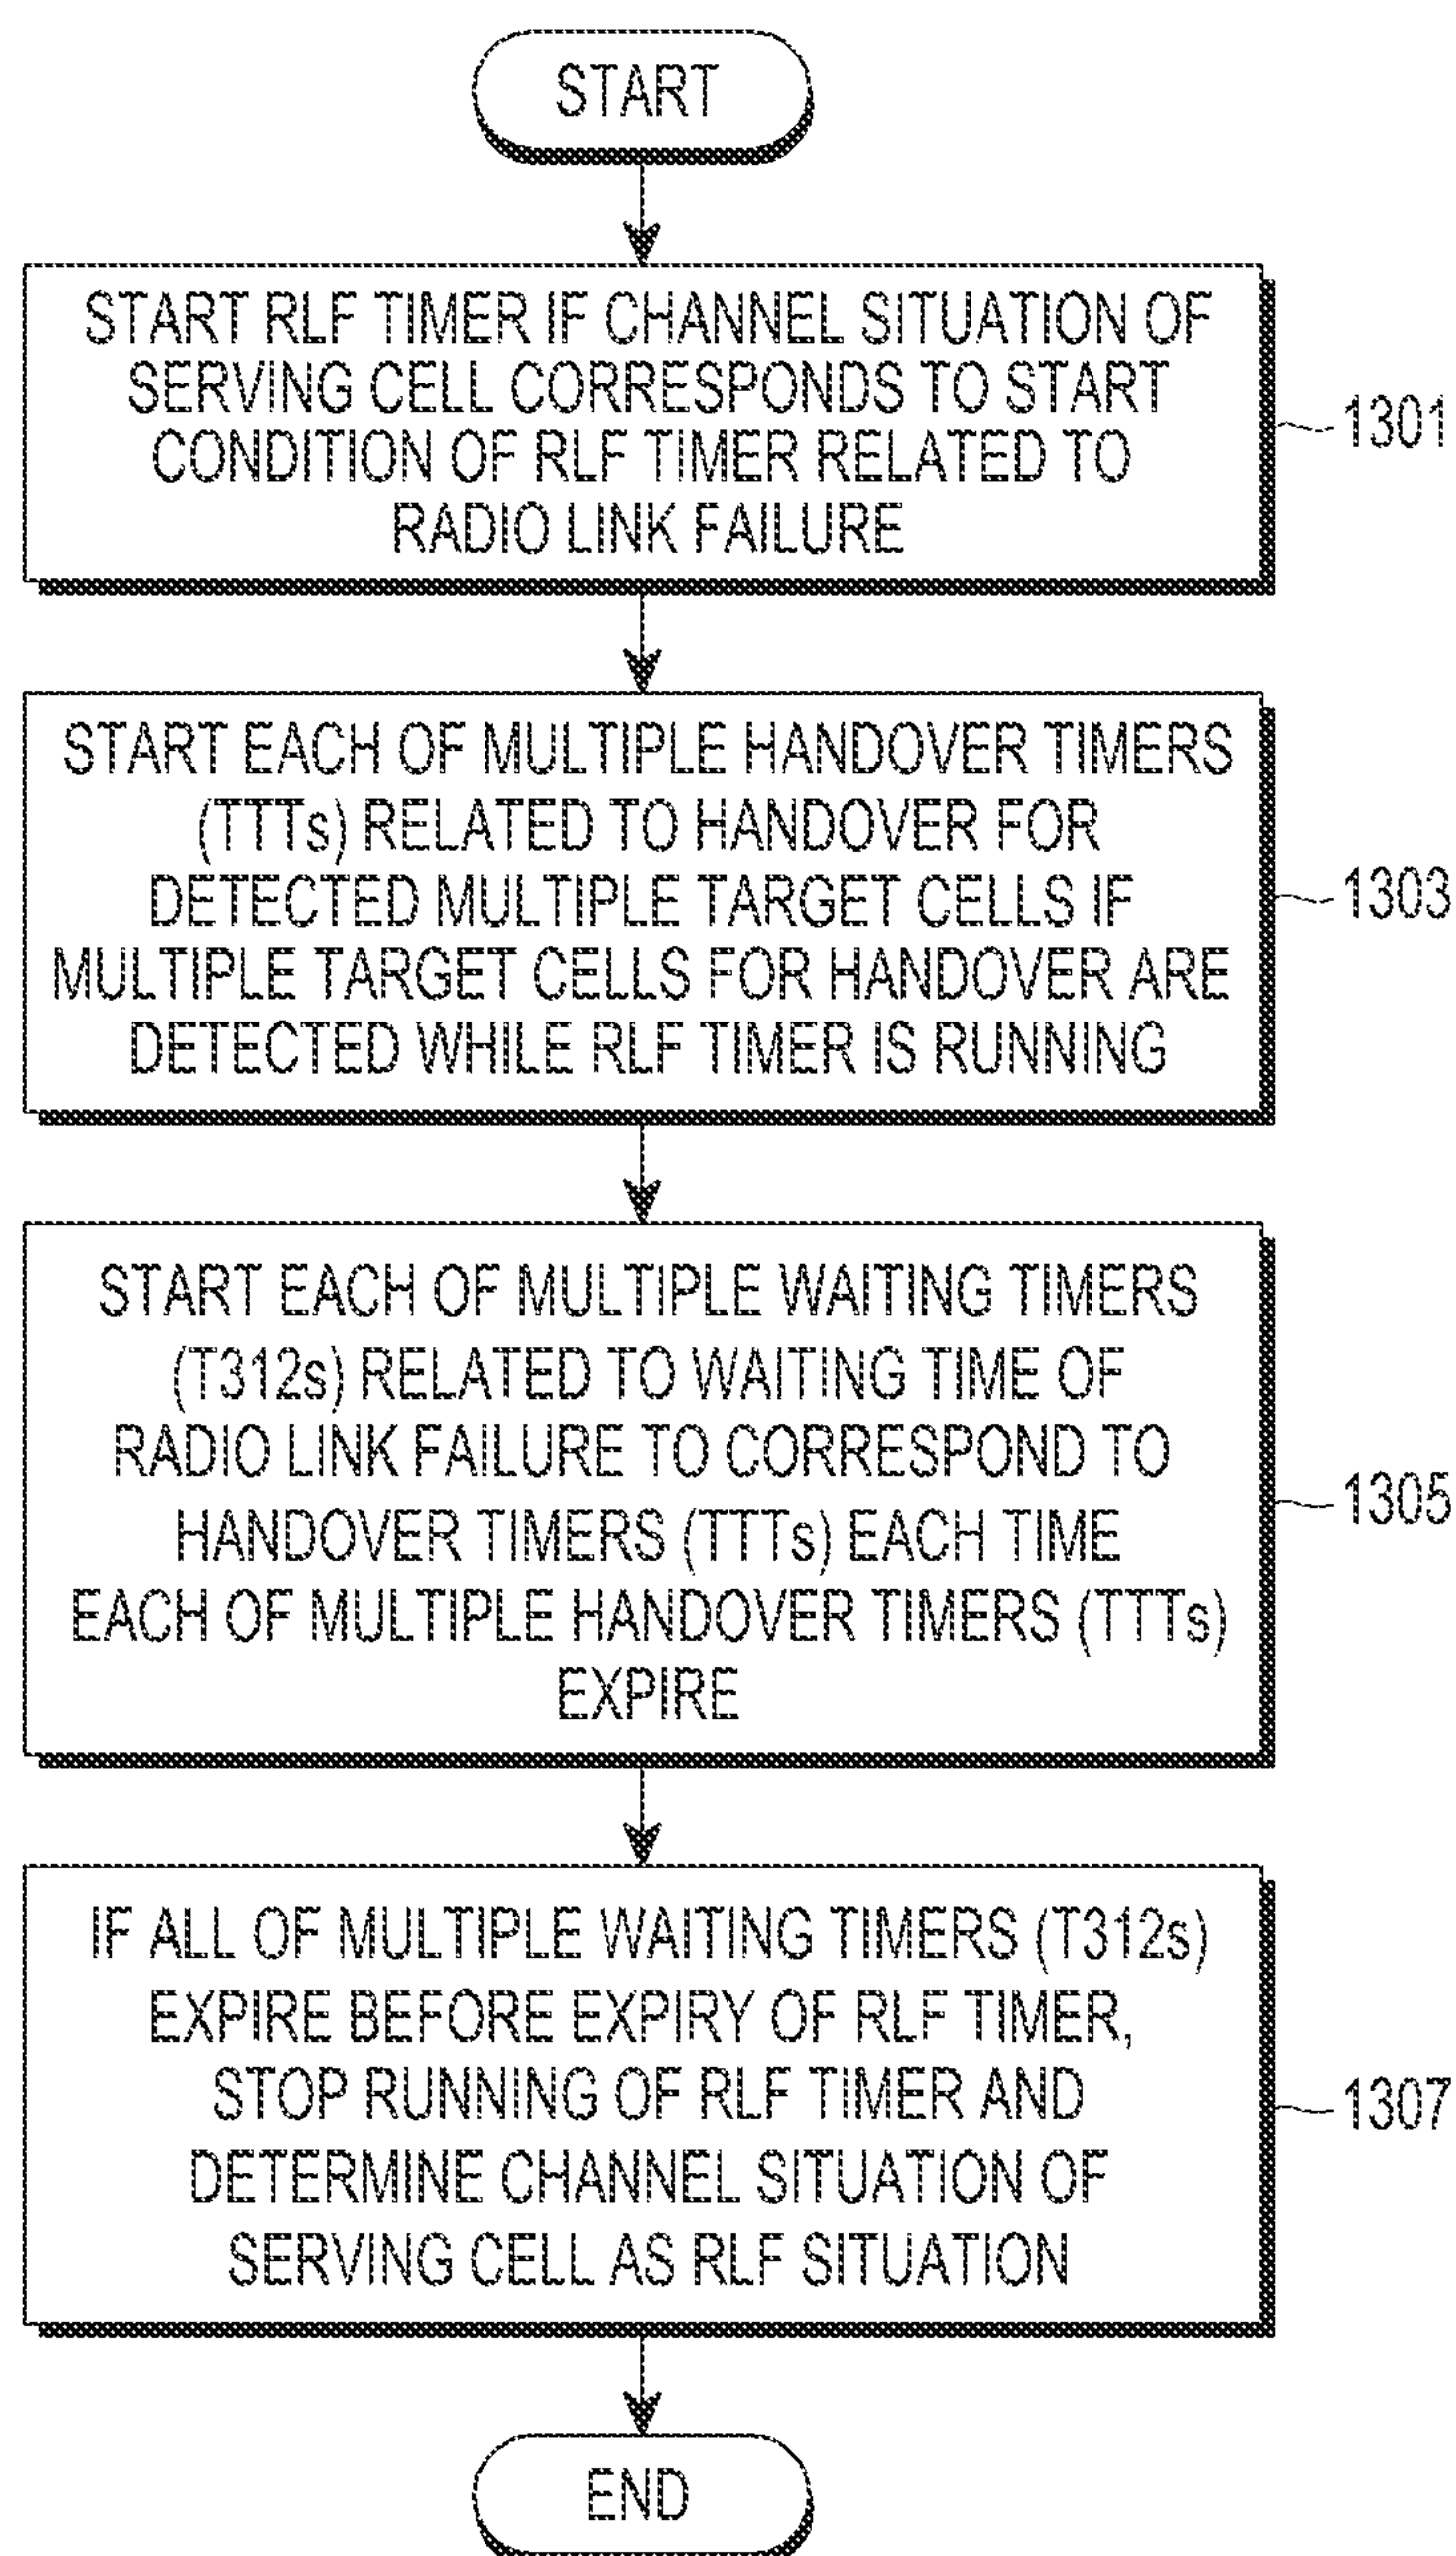 START
START RLF TIMER IF CHANNEL SITUATION OF
SERVING CELL CORRESPONDS TO START
CONDITION OF RLF TIMER RELATED TO
RADIO LINK FAILURE
1301
START EACH OF MULTIPLE HANDOVER TIMERS
(TTTs) RELATED TO HANDOVER FOR
DETECTED MULTIPLE TARGET CELLS IF
MULTIPLE TARGET CELLS FOR HANDOVER ARE
DETECTED WHILE RLF TIMER IS RUNNING
1303
START EACH OF MULTIPLE WAITING TIMERS
(T312s) RELATED TO WAITING TIME OF
RADIO LINK FAILURE TO CORRESPOND TO
HANDOVER TIMERS (TTTs) EACH TIME
EACH OF MULTIPLE HANDOVER TIMERS (TTTs)
EXPIRE
1305
IF ALL OF MULTIPLE WAITING TIMERS (T312s)
EXPIRE BEFORE EXPIRY OF RLF TIMER,
STOP RUNNING OF RLF TIMER AND
DETERMINE CHANNEL SITUATION OF
SERVING CELL AS RLF SITUATION
1307
END